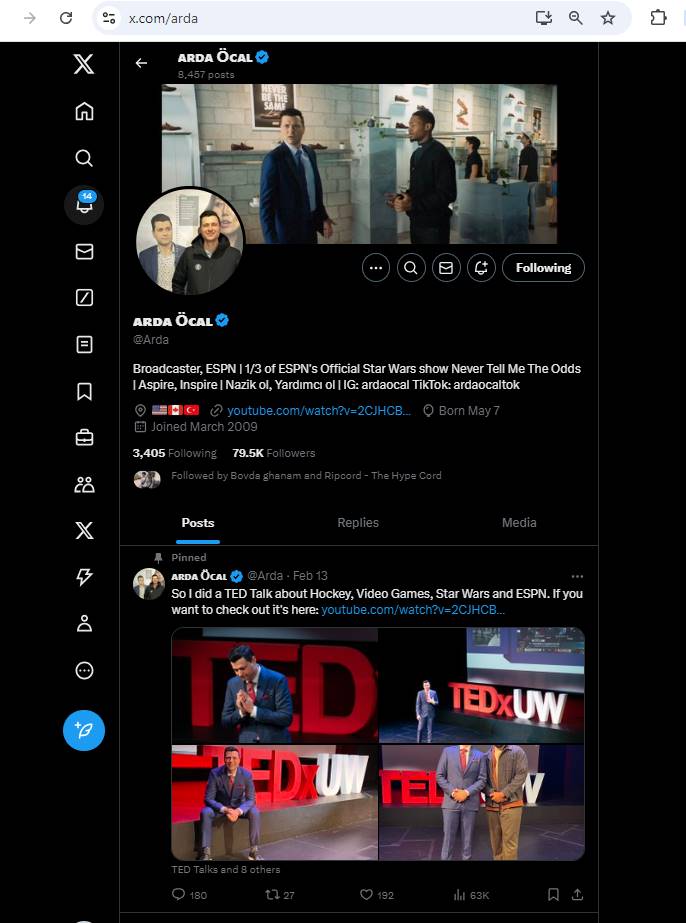 x.com/arda
ARDA ÖCAL
8,457 posts
NEVER
BE THE
SAME
14
Following
ARDA ÖCAL
@Arda
Broadcaster, ESPN | 1/3 of ESPN's Official Star Wars show Never Tell Me The Odds
| Aspire, Inspire | Nazik ol, Yardımcı ol | IG: ardaocal TikTok: ardaocaltok
youtube.com/watch?v=2CJHCB... Born May 7
Joined March 2009
3,405 Following 79.5K Followers
Followed by Bovda ghanam and Ripcord - The Hype Cord
Posts Replies Media
Pinned
ARDA ÖCAL @Arda · Feb 13
So I did a TED Talk about Hockey, Video Games, Star Wars and ESPN. If you
want to check out it's here: youtube.com/watch?v=2CJHCB...
TED
TEDxUW
TEDxUW
TED W
TED Talks and 8 others
180 27 192 63K